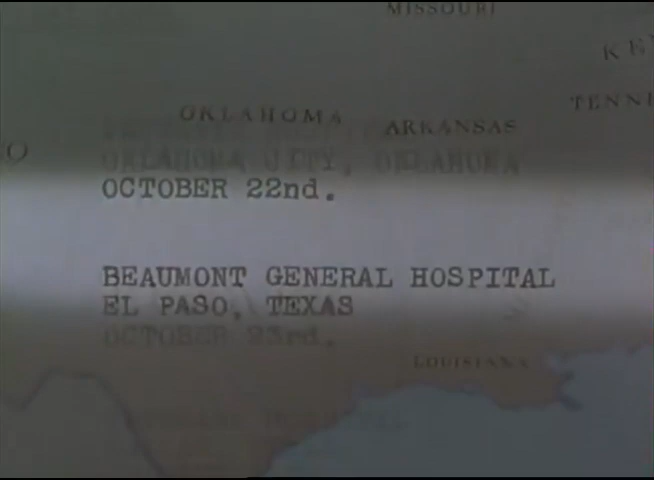 MISSOURI
OKLAHOMA
ARKANSAS
OKLAHOMA CITY, OKLAHOMA
OCTOBER 22nd.
BEAUMONT GENERAL HOSPITAL
EL PASO, TEXAS
OCTOBER 23rd.
LOUISIANA